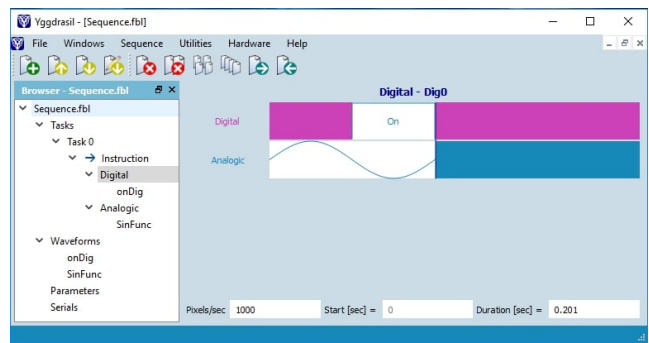 Yggdrasil - [Sequence.fbl]
File Windows Sequence Utilities Hardware Help
Browser - Sequence.fbl
Digital - Dig0
Sequence.fbl
Tasks
Task 0
Instruction
Digital
onDig
Analogic
SinFunc
Waveforms
onDig
SinFunc
Parameters
Serials
Digital
On
Analogic
Pixels/sec 1000 Start [sec] = 0 Duration [sec] = 0.201